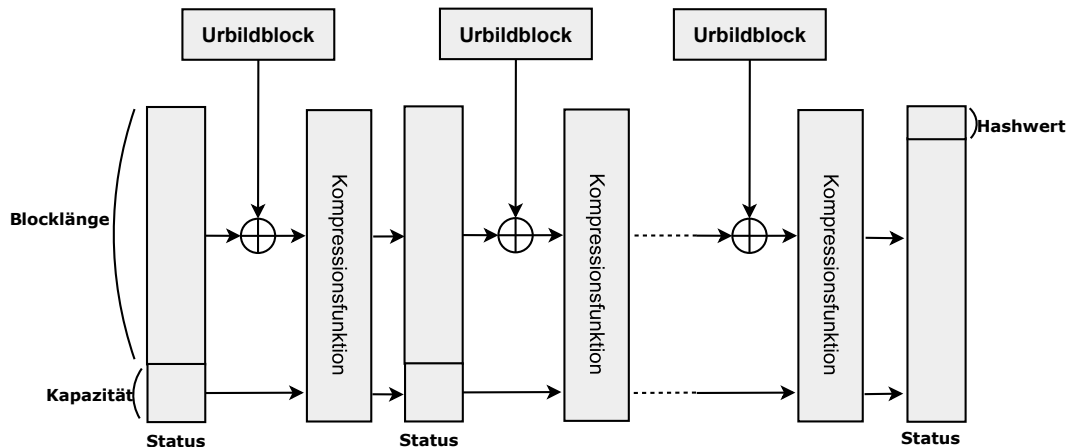 Urbildblock
Urbildblock
Urbildblock
Hashwert
Blocklänge
Kompressionsfunktion
Kompressionsfunktion
Kompressionsfunktion
Kapazität
Status
Status
Status